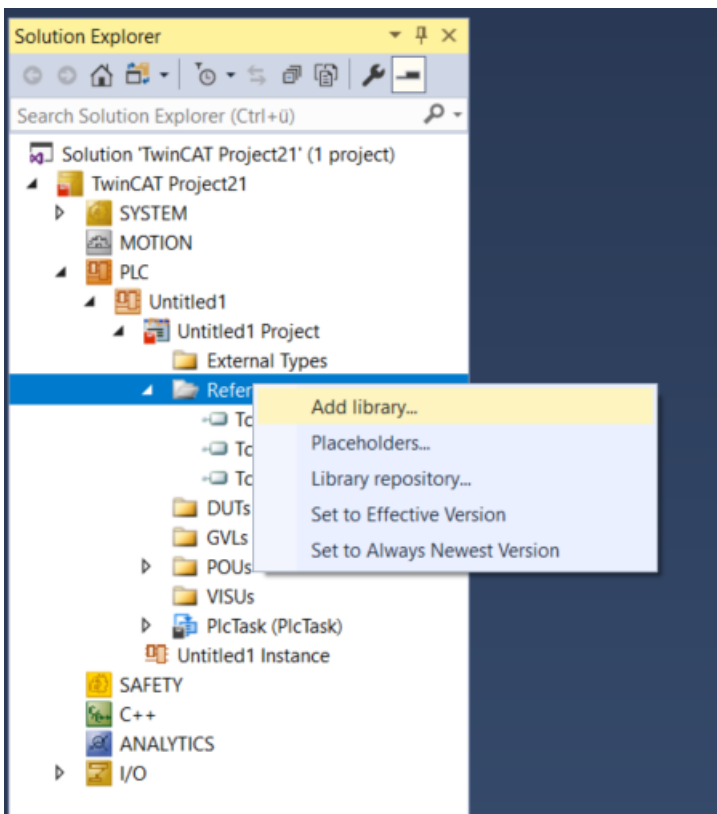 Solution Explorer
Search Solution Explorer (Ctrl+ü)
Solution 'TwinCAT Project21' (1 project)
TwinCAT Project21
SYSTEM
MOTION
PLC
Untitled1
Untitled1 Project
External Types
Refer
Add library...
Tc
Placeholders...
Tc
Library repository...
Tc
DUTs
Set to Effective Version
GVLs
Set to Always Newest Version
POUs
VISUs
PlcTask (PlcTask)
Untitled1 Instance
SAFETY
C++
ANALYTICS
I/O